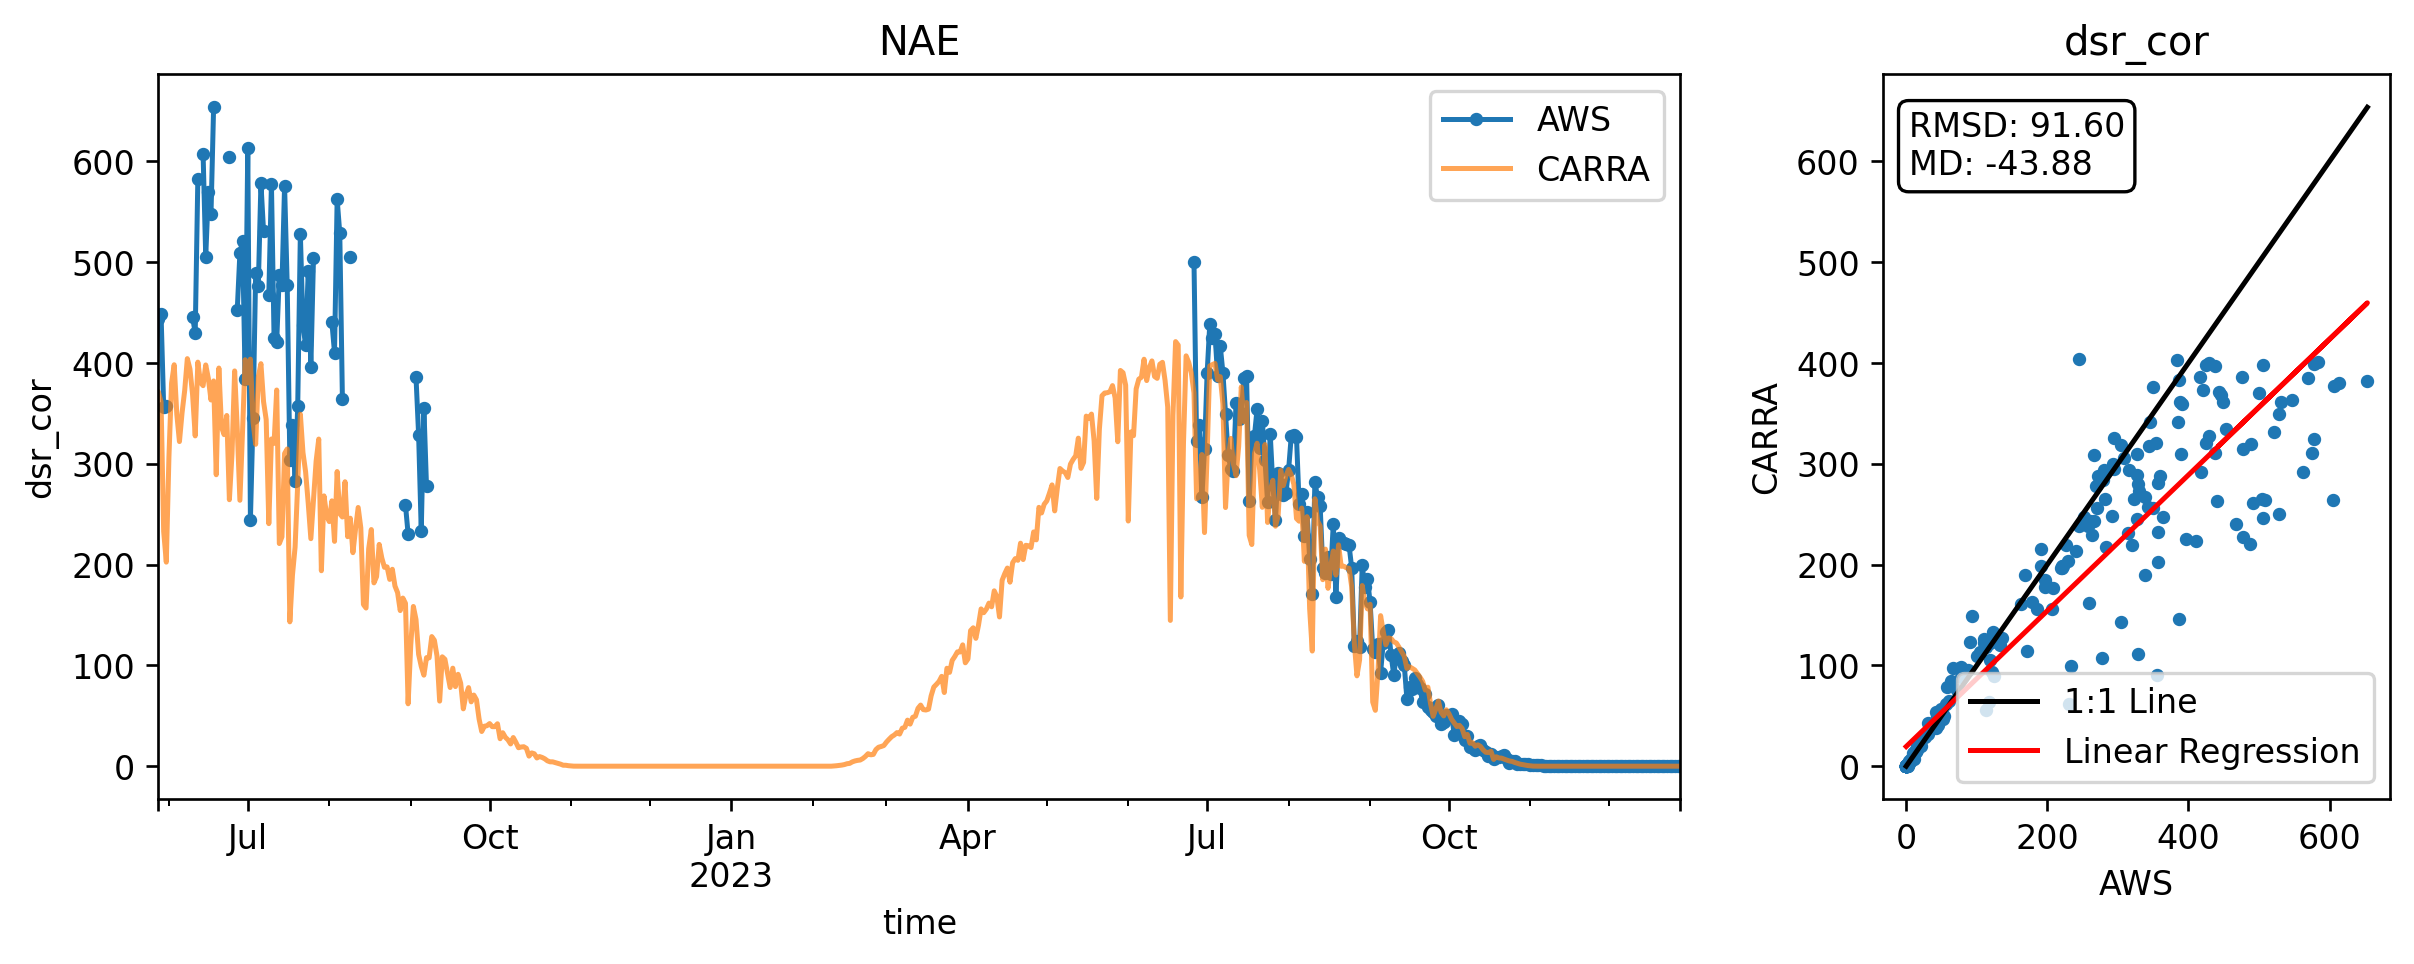 NAE
dsr_cor
600
500
400
300
200
100
0
AWS
CARRA
Jul
Oct
Jan
2023
Apr
Jul
Oct
time
dsr_cor
CARRA
600
500
400
300
200
100
0
RMSD: 91.60
MD: -43.88
1:1 Line
Linear Regression
0
200
400
600
AWS